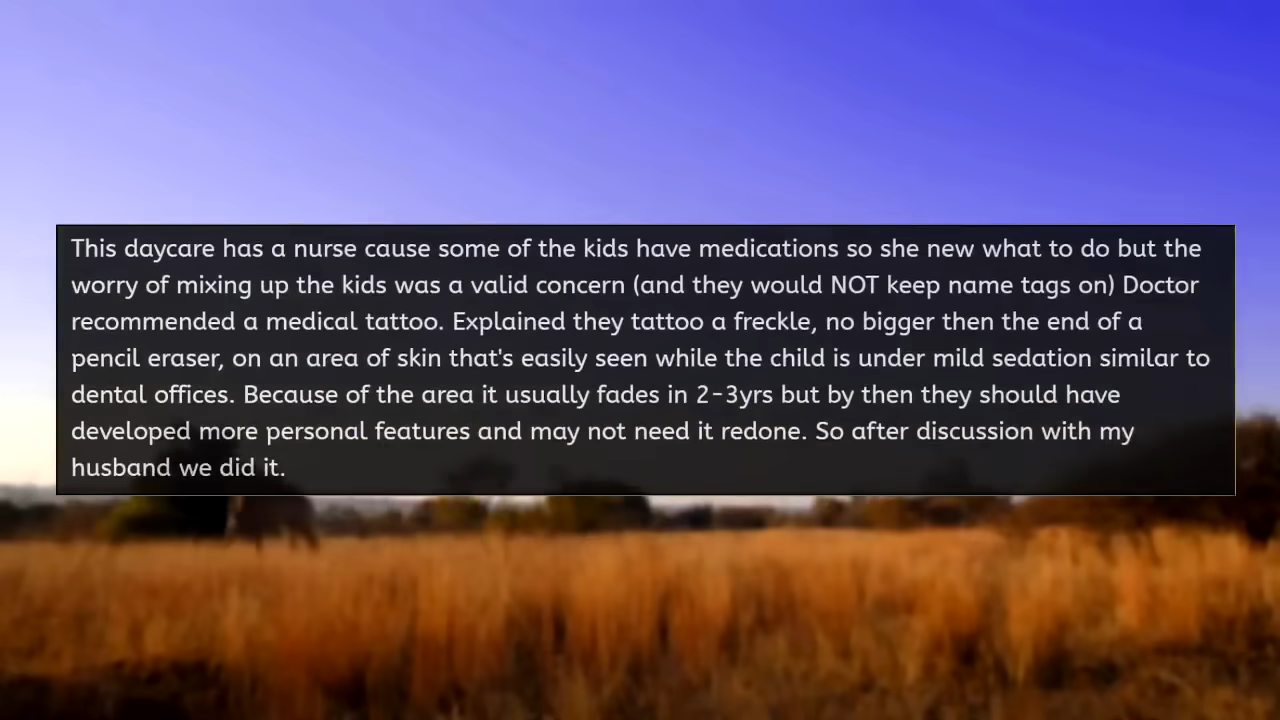 This daycare has a nurse cause some of the kids have medications so she new what to do but the
worry of mixing up the kids was a valid concern (and they would NOT keep name tags on) Doctor
recommended a medical tattoo. Explained they tattoo a freckle, no bigger then the end of a
pencil eraser, on an area of skin that's easily seen while the child is under mild sedation similar to
dental offices. Because of the area it usually fades in 2-3yrs but by then they should have
developed more personal features and may not need it redone. So after discussion with my
husband we did it.